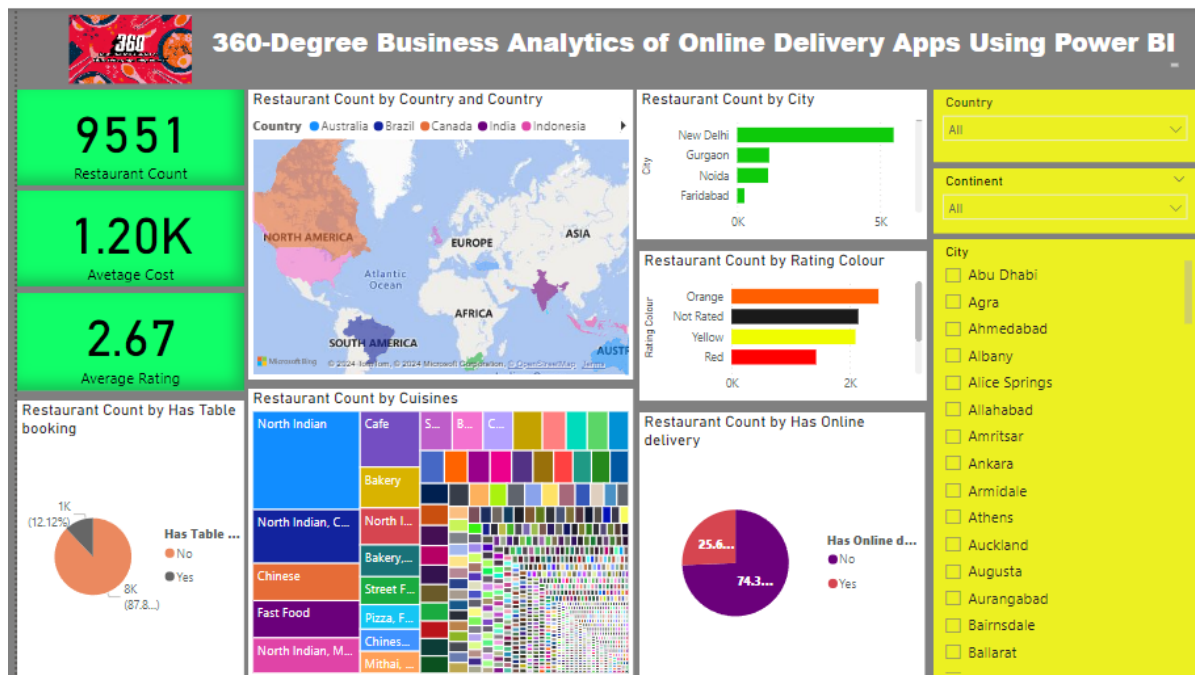 360
360-Degree Business Analytics of Online Delivery Apps Using Power BI
9551
Restaurant Count
1.20K
Avetage Cost
2.67
Average Rating
Restaurant Count by Country and Country
Country Australia Brazil Canada India Indonesia
NORTH AMERICA
EUROPE
ASIA
Atlantic
Ocean
AFRICA
SOUTH AMERICA
AUSTR
Microsoft Bing
© 2024 TomTom, © 2024 Microsoft Corporation, © OpenStreetMap Terms
Restaurant Count by City
City
New Delhi
Gurgaon
Noida
Faridabad
0K 5K
Restaurant Count by Rating Colour
Rating Colour
Orange
Not Rated
Yellow
Red
0K 2K
Country
All
Continent
All
City
Abu Dhabi
Agra
Ahmedabad
Albany
Alice Springs
Allahabad
Amritsar
Ankara
Armidale
Athens
Auckland
Augusta
Aurangabad
Bairnsdale
Ballarat
Restaurant Count by Has Table
booking
1K
(12.12%)
8K
(87.8...)
Has Table ...
No
Yes
Restaurant Count by Cuisines
North Indian
North Indian, C...
Chinese
Fast Food
North Indian, M...
Cafe
Bakery
North I...
Bakery,...
Street F...
Pizza, F...
Chines...
Mithai, ...
S...
B...
C...
Restaurant Count by Has Online
delivery
25.6...
74.3...
Has Online d...
No
Yes